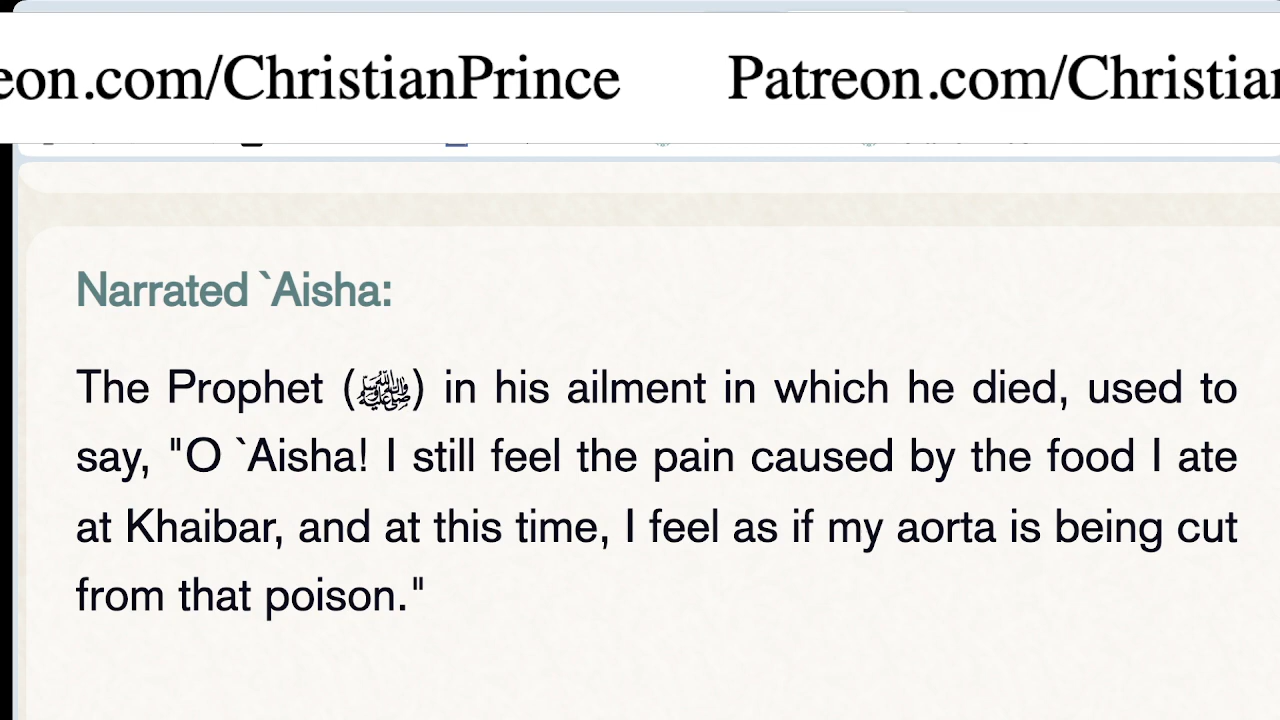 eon.com/ChristianPrince Patreon.com/Christian
Narrated `Aisha:
The Prophet (ﷺ) in his ailment in which he died, used to
say, "O `Aisha! I still feel the pain caused by the food I ate
at Khaibar, and at this time, I feel as if my aorta is being cut
from that poison."